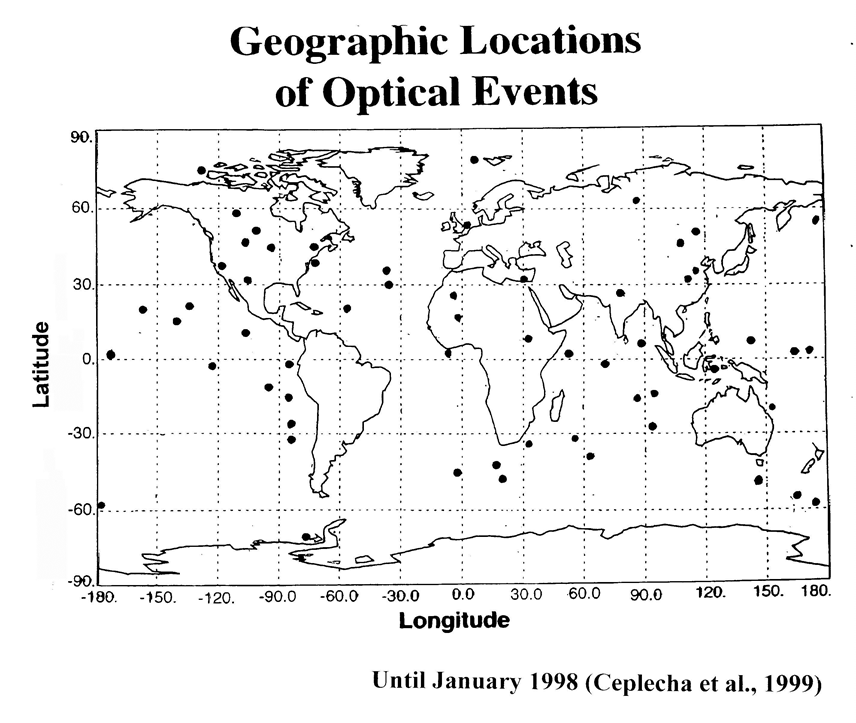 Geographic Locations
of Optical Events
90.
60.
30.
0.
-30.
-60.
-90.
Latitude
-180. -150. -120. -90.0 -60.0 -30.0 0.0 30.0 60.0 90.0 120. 150. 180.
Longitude
Until January 1998 (Ceplecha et al., 1999)